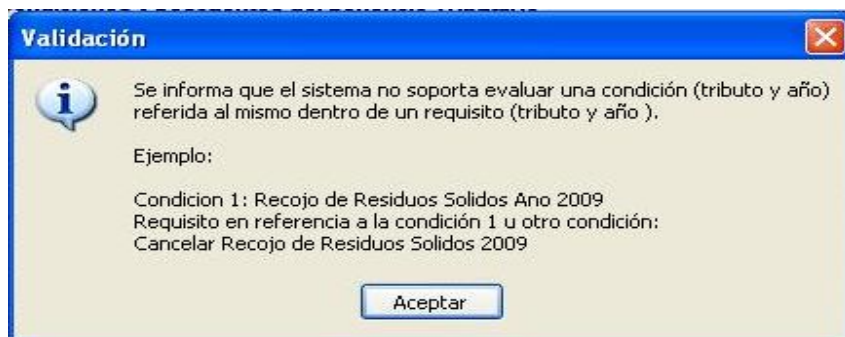 Validación
Se informa que el sistema no soporta evaluar una condición (tributo y año)
referida al mismo dentro de un requisito (tributo y año ).
Ejemplo:
Condicion 1: Recojo de Residuos Solidos Ano 2009
Requisito en referencia a la condición 1 u otro condición:
Cancelar Recojo de Residuos Solidos 2009
Aceptar